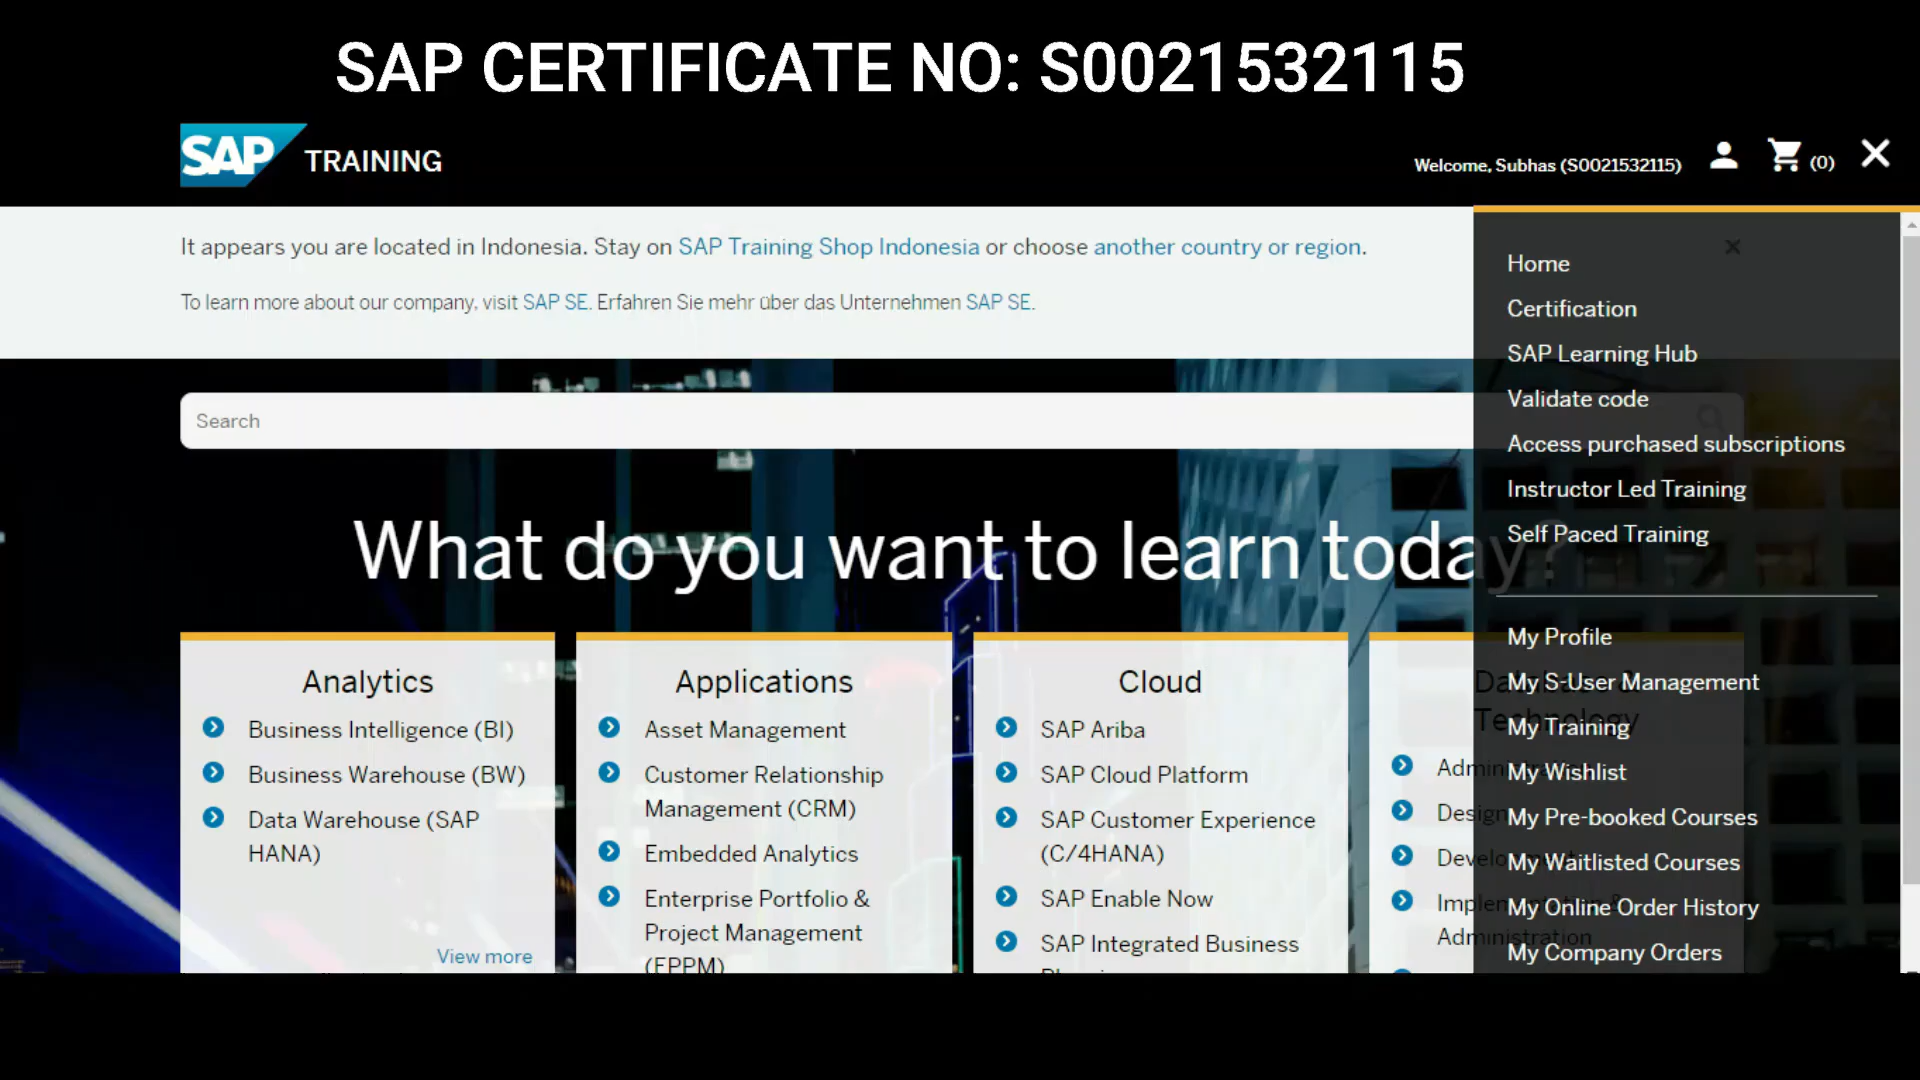 SAP CERTIFICATE NO: S0021532115
SAP TRAINING
Welcome, Subhas (S0021532115)
(0)
It appears you are located in Indonesia. Stay on SAP Training Shop Indonesia or choose another country or region.
To learn more about our company, visit SAP SE. Erfahren Sie mehr über das Unternehmen SAP SE.
Search
What do you want to learn today?
Analytics
Business Intelligence (BI)
Business Warehouse (BW)
Data Warehouse (SAP
HANA)
View more
Applications
Asset Management
Customer Relationship
Management (CRM)
Embedded Analytics
Enterprise Portfolio &
Project Management
(EPPM)
Cloud
SAP Ariba
SAP Cloud Platform
SAP Customer Experience
(C/4HANA)
SAP Enable Now
SAP Integrated Business
Technology
Administration
Home
Certification
SAP Learning Hub
Validate code
Access purchased subscriptions
Instructor Led Training
Self Paced Training
My Profile
My S-User Management
My Training
My Wishlist
My Pre-booked Courses
My Waitlisted Courses
My Online Order History
My Company Orders